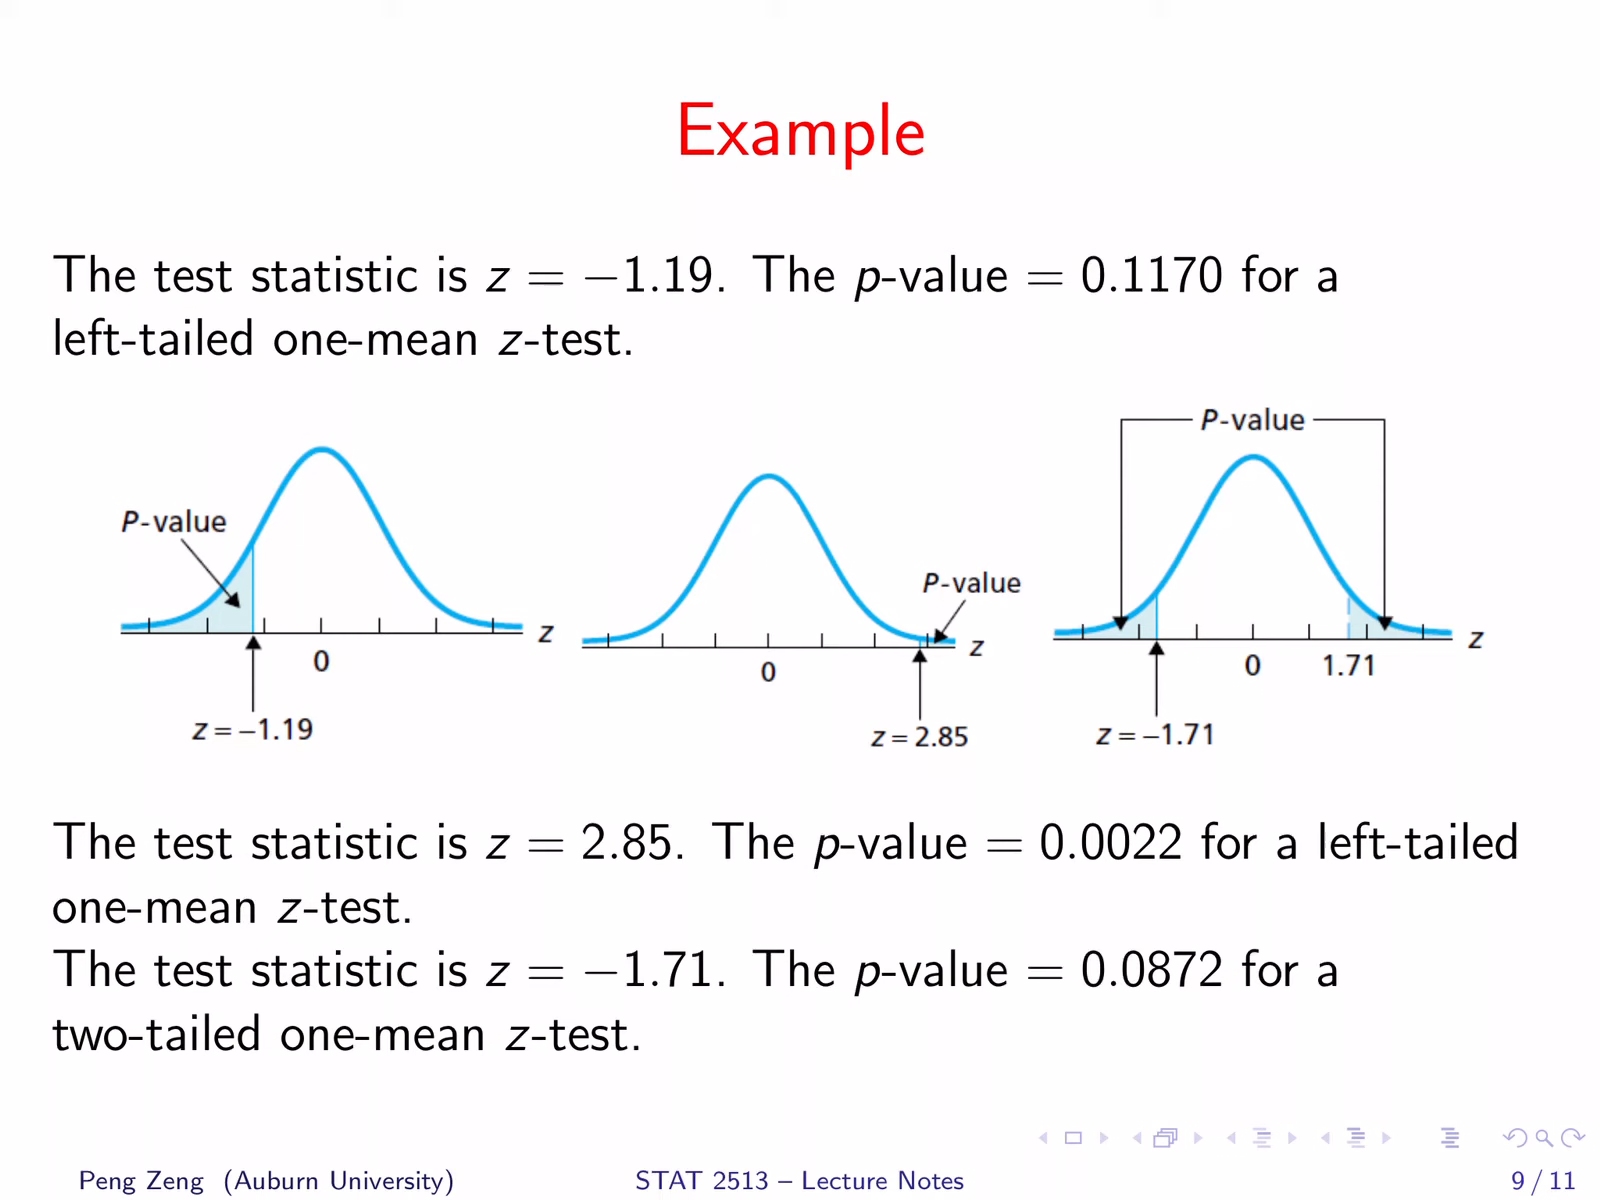 Example
The test statistic is z = −1.19. The p-value = 0.1170 for a
left-tailed one-mean z-test.
P-value
z
0
z = −1.19
P-value
z
0
z = 2.85
P-value
z
0
1.71
z = −1.71
The test statistic is z = 2.85. The p-value = 0.0022 for a left-tailed
one-mean z-test.
The test statistic is z = −1.71. The p-value = 0.0872 for a
two-tailed one-mean z-test.
Peng Zeng (Auburn University)
STAT 2513 – Lecture Notes
9 / 11